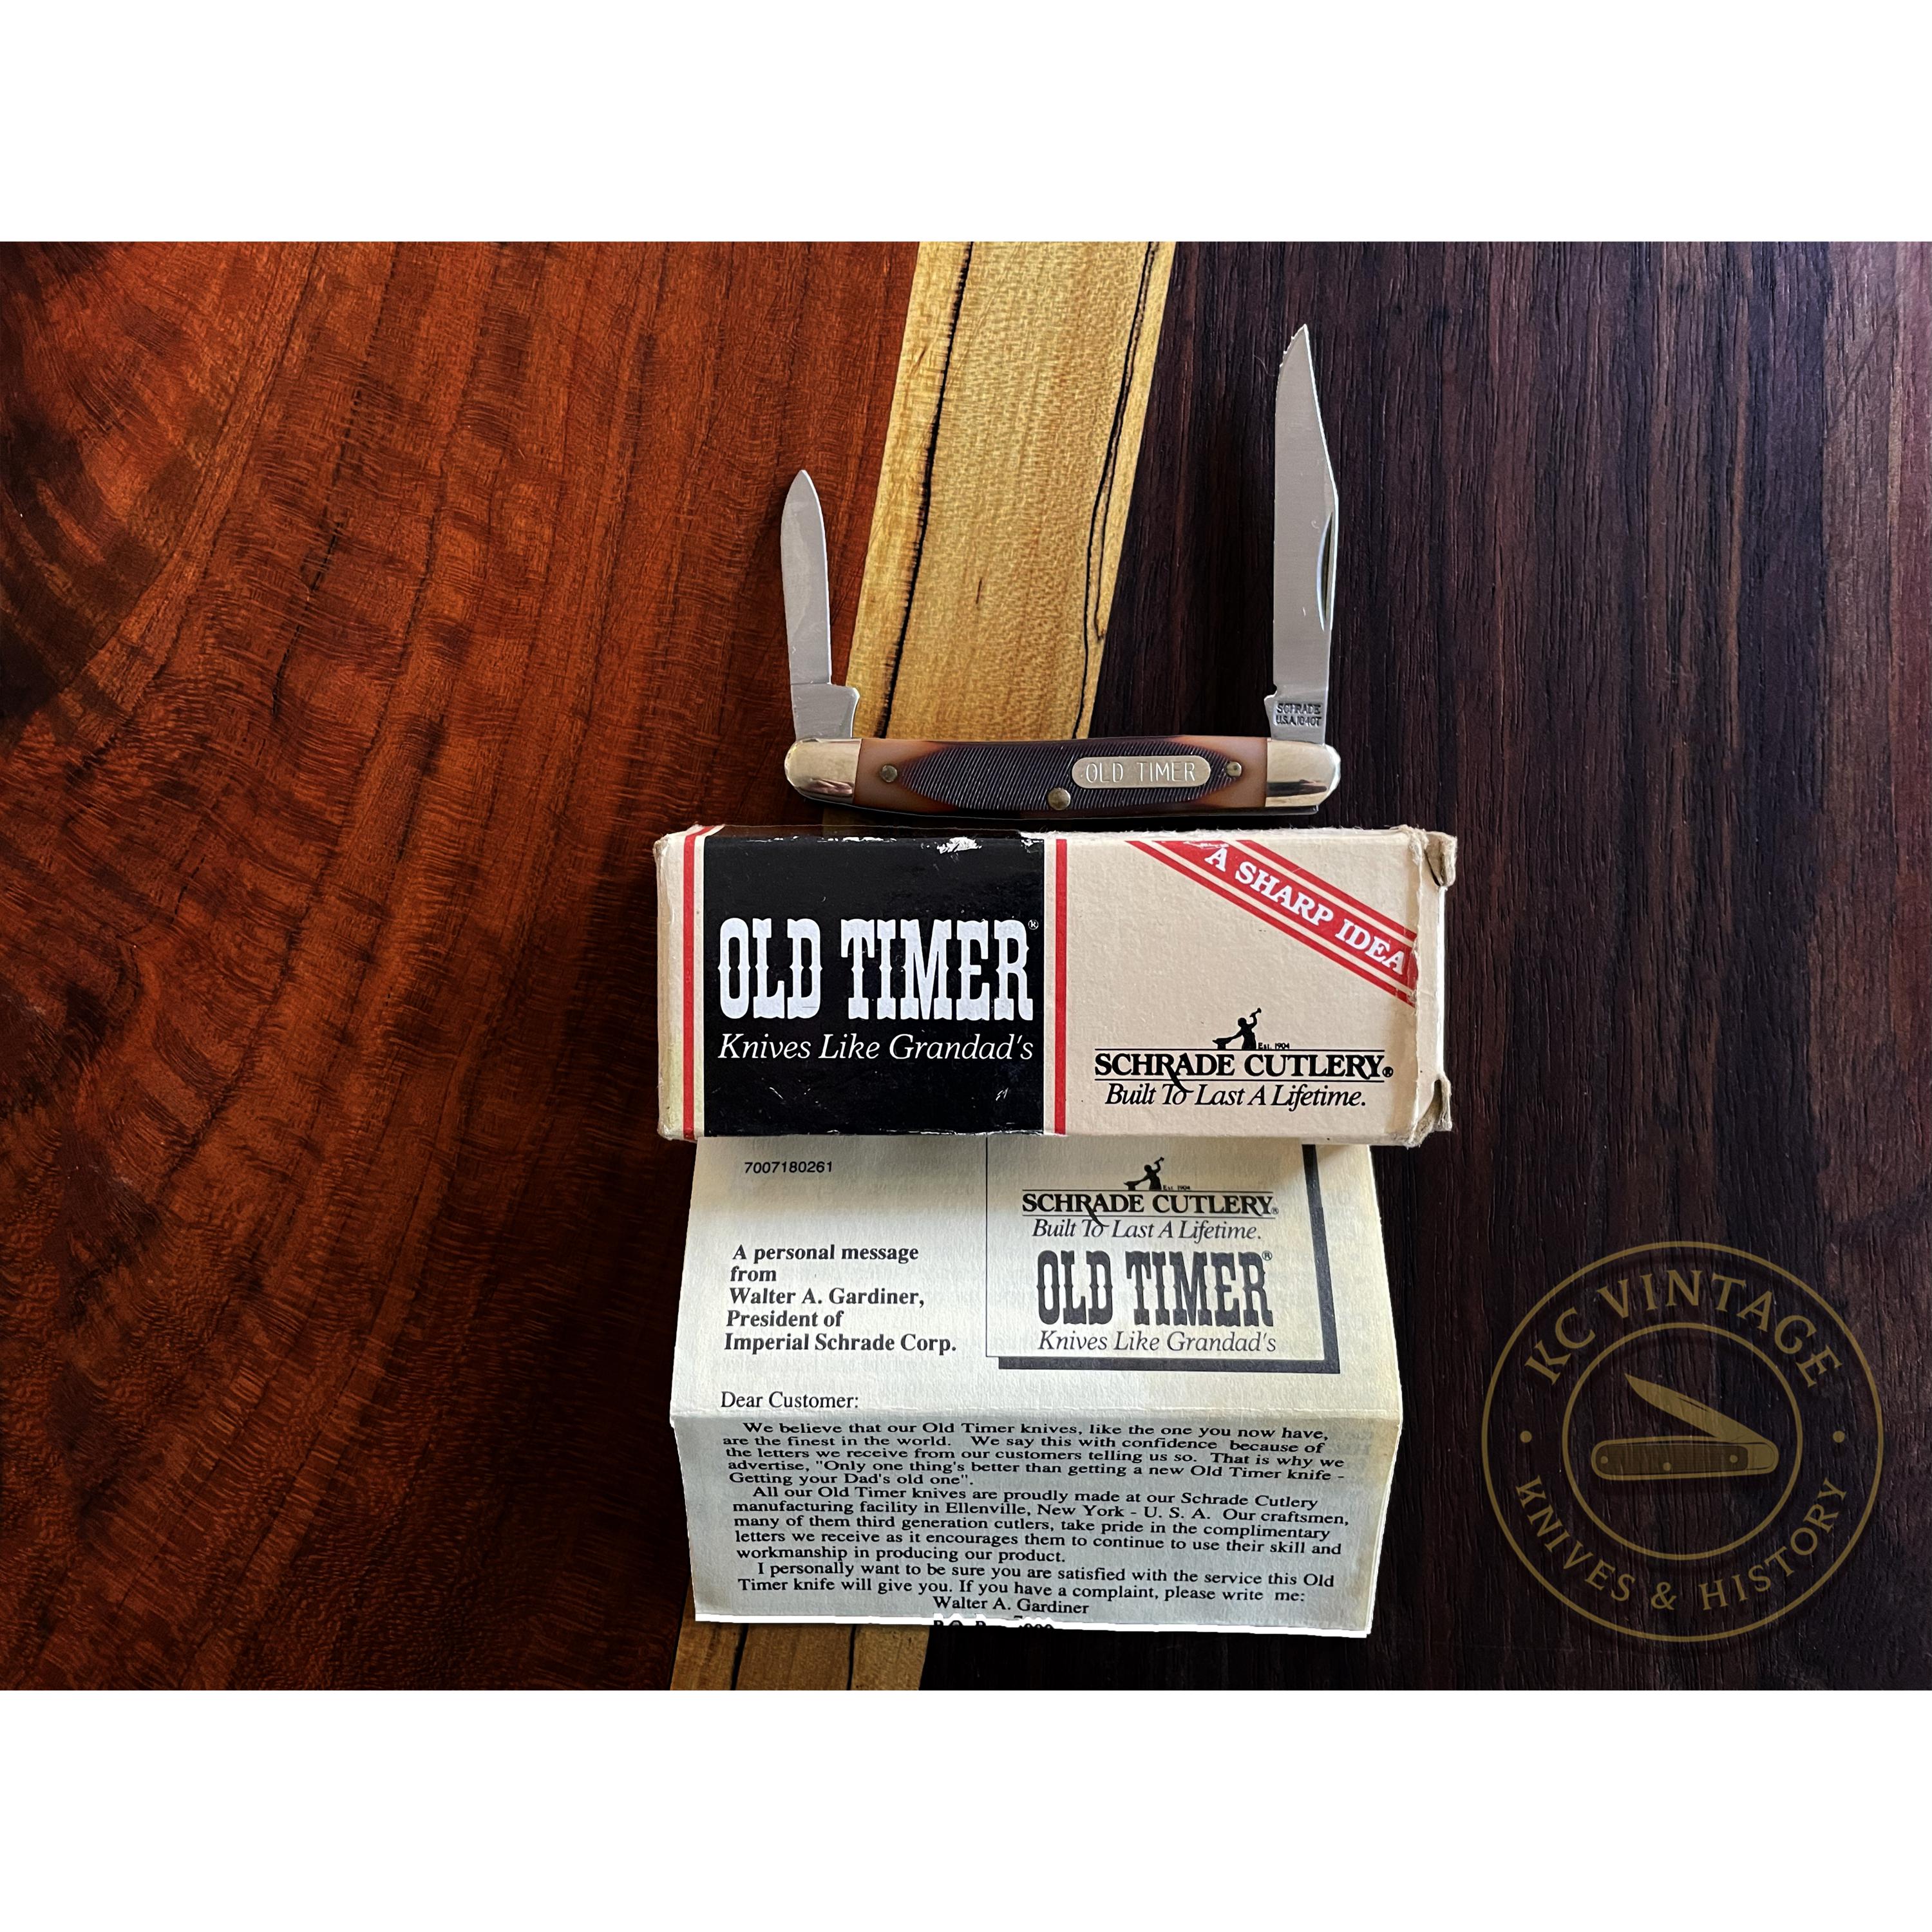 SCHRADE
U.S.A. 104OT
OLD TIMER
A SHARP IDEA
OLD TIMER®
Knives Like Grandad's
EST. 1904
SCHRADE CUTLERY®
Built To Last A Lifetime.
7007180261
EST. 1904
SCHRADE CUTLERY®
Built To Last A Lifetime.
OLD TIMER®
Knives Like Grandad's
A personal message
from
Walter A. Gardiner,
President of
Imperial Schrade Corp.
Dear Customer:
We believe that our Old Timer knives, like the one you now have,
are the finest in the world. We say this with confidence because of
the letters we receive from our customers telling us so. That is why we
advertise, "Only one thing's better than getting a new Old Timer knife -
Getting your Dad's old one".
All our Old Timer knives are proudly made at our Schrade Cutlery
manufacturing facility in Ellenville, New York - U. S. A. Our craftsmen,
many of them third generation cutlers, take pride in the complimentary
letters we receive as it encourages them to continue to use their skill and
workmanship in producing our product.
I personally want to be sure you are satisfied with the service this Old
Timer knife will give you. If you have a complaint, please write me:
Walter A. Gardiner
KC VINTAGE
KNIVES & HISTORY